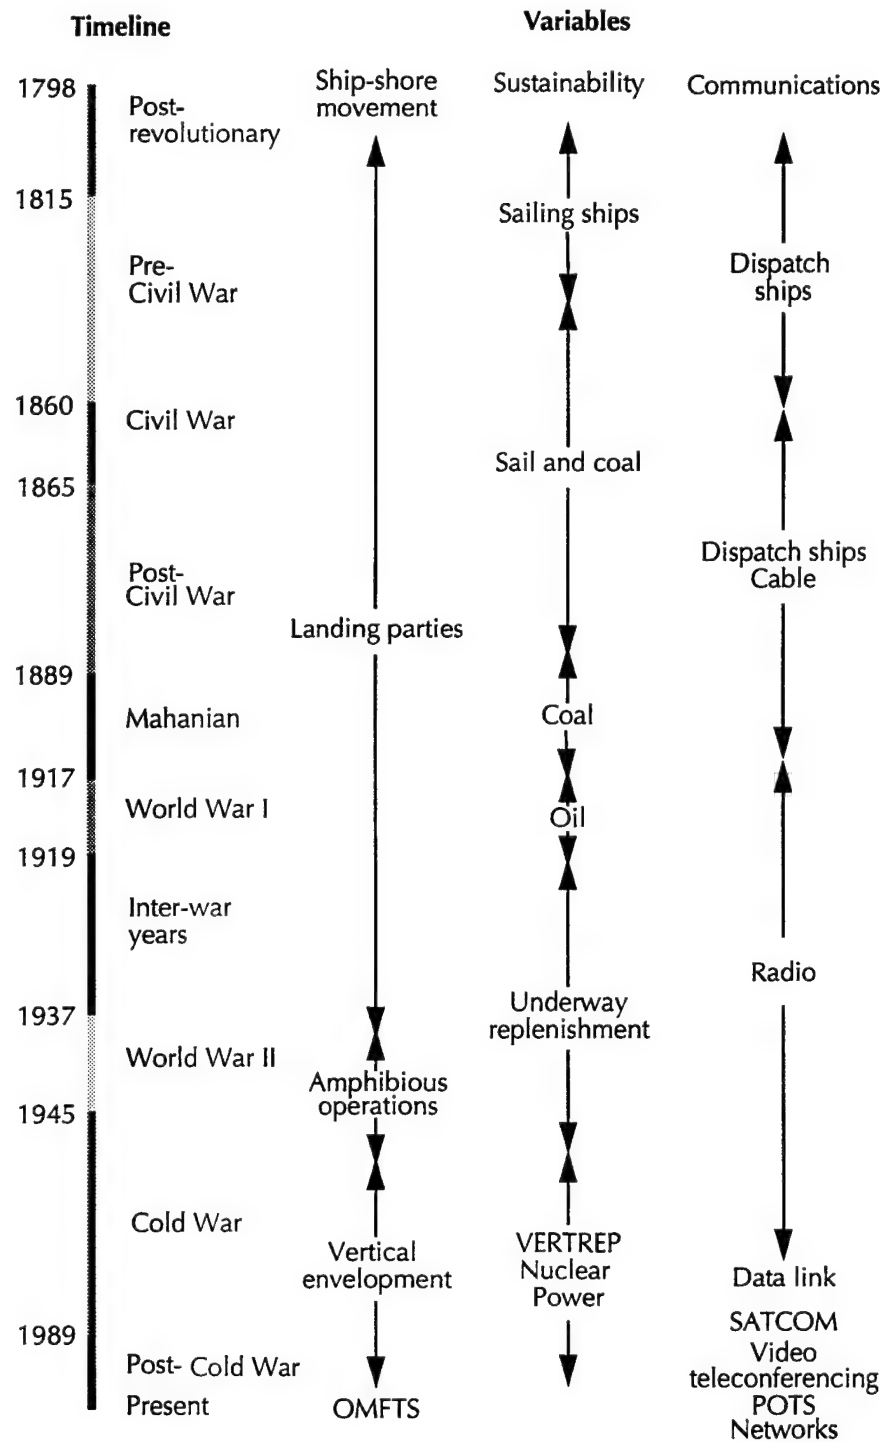 Timeline
Variables
Ship-shore
movement
Sustainability
Communications
1798
Post-
revolutionary
1815
Sailing ships
Pre-
Civil War
Dispatch
ships
1860
Civil War
Sail and coal
1865
Dispatch ships
Cable
Post-
Civil War
Landing parties
1889
Mahanian
Coal
1917
World War I
Oil
1919
Inter-war
years
Radio
Underway
replenishment
1937
World War II
Amphibious
operations
1945
Cold War
Vertical
envelopment
VERTREP
Nuclear
Power
Data link
SATCOM
1989
Video
teleconferencing
Post- Cold War
POTS
Networks
Present
OMFTS